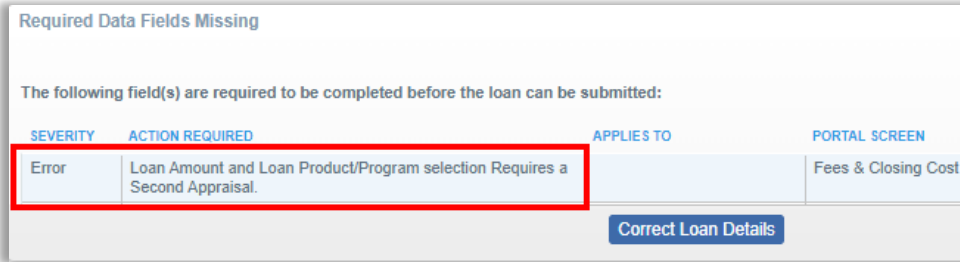 Required Data Fields Missing
The following field(s) are required to be completed before the loan can be submitted:
SEVERITY ACTION REQUIRED APPLIES TO PORTAL SCREEN
Error Loan Amount and Loan Product/Program selection Requires a Fees & Closing Cost
Second Appraisal.
Correct Loan Details